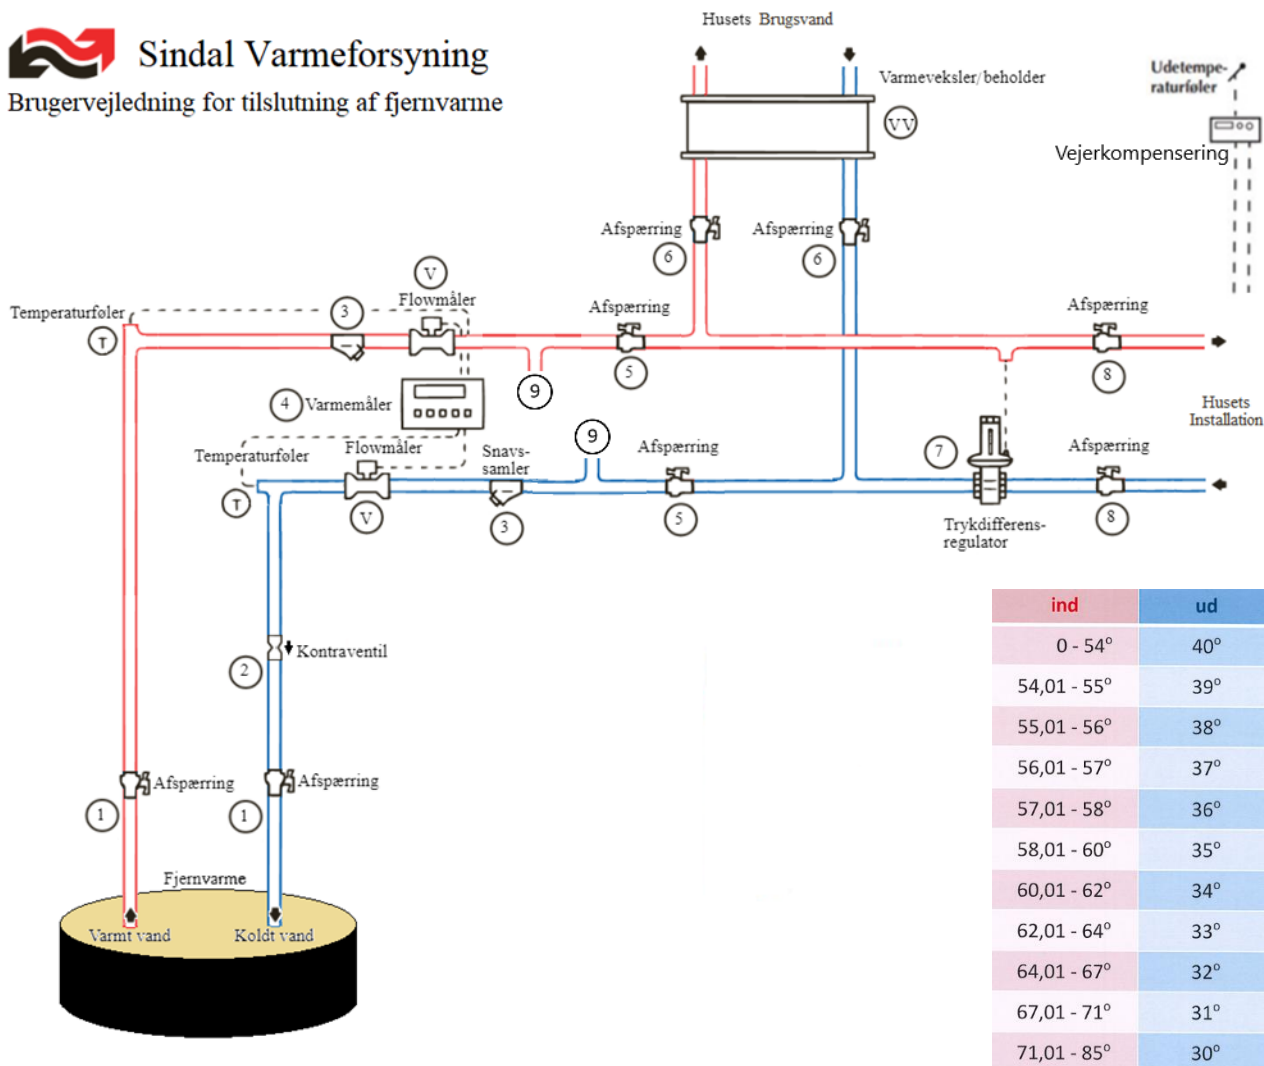 Sindal Varmeforsyning
Brugervejledning for tilslutning af fjernvarme
Husets Brugsvand
Varmeveksler/beholder
VV
Udetempe-
raturføler
Vejerkompensering
Afspærring
6
Afspærring
6
V
Flowmåler
3
Temperaturføler
T
Afspærring
5
Afspærring
8
9
4
Varmemåler
Husets
Installation
9
Flowmåler
Snavs-
samler
Afspærring
7
Afspærring
Temperaturføler
T
V
3
5
8
Trykdifferens-
regulator
Kontraventil
2
Afspærring
1
Afspærring
1
Fjernvarme
Varmt vand
Koldt vand
ind ud
0 - 54° 40°
54,01 - 55° 39°
55,01 - 56° 38°
56,01 - 57° 37°
57,01 - 58° 36°
58,01 - 60° 35°
60,01 - 62° 34°
62,01 - 64° 33°
64,01 - 67° 32°
67,01 - 71° 31°
71,01 - 85° 30°